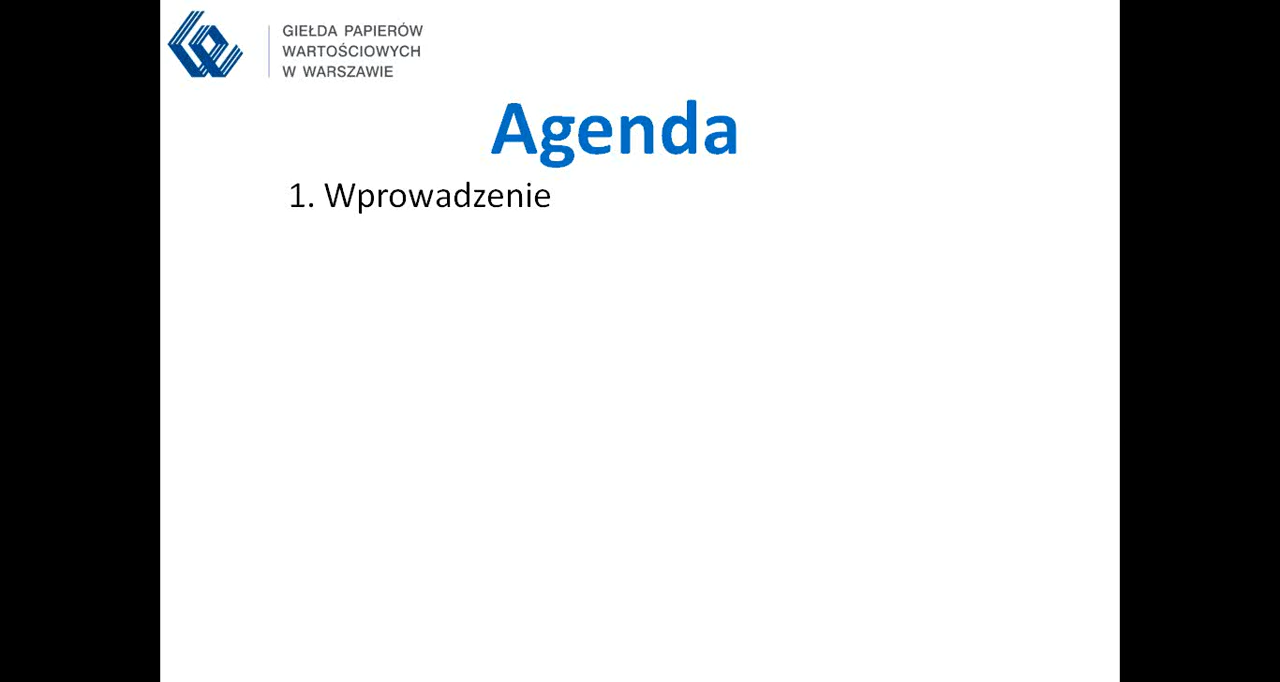 GIEŁDA PAPIERÓW
WARTOŚCIOWYCH
W WARSZAWIE
Agenda
1. Wprowadzenie